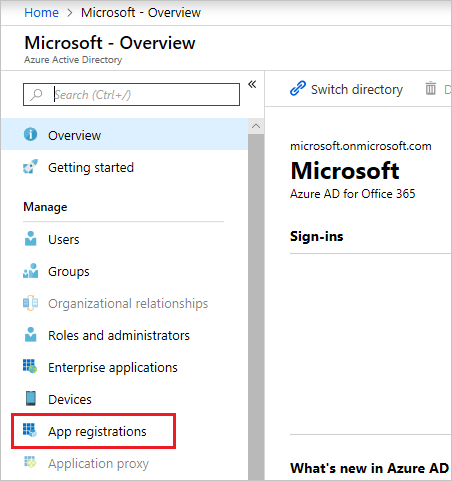 Home > Microsoft - Overview
Microsoft - Overview
Azure Active Directory
Search (Ctrl+/)
«
Switch directory
D
Overview
Getting started
Manage
Users
Groups
Organizational relationships
Roles and administrators
Enterprise applications
Devices
App registrations
Application proxy
microsoft.onmicrosoft.com
Microsoft
Azure AD for Office 365
Sign-ins
What's new in Azure AD